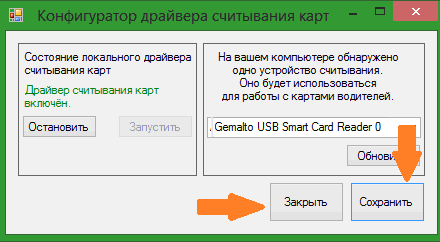 Конфигуратор драйвера считывания карт
Состояние локального драйвера
считывания карт
Драйвер считывания карт
включён.
Остановить
Запустить
На вашем компьютере обнаружено
одно устройство считывания.
Оно будет использоваться
для работы с картами водителей.
Gemalto USB Smart Card Reader 0
Закрыть
Сохранить